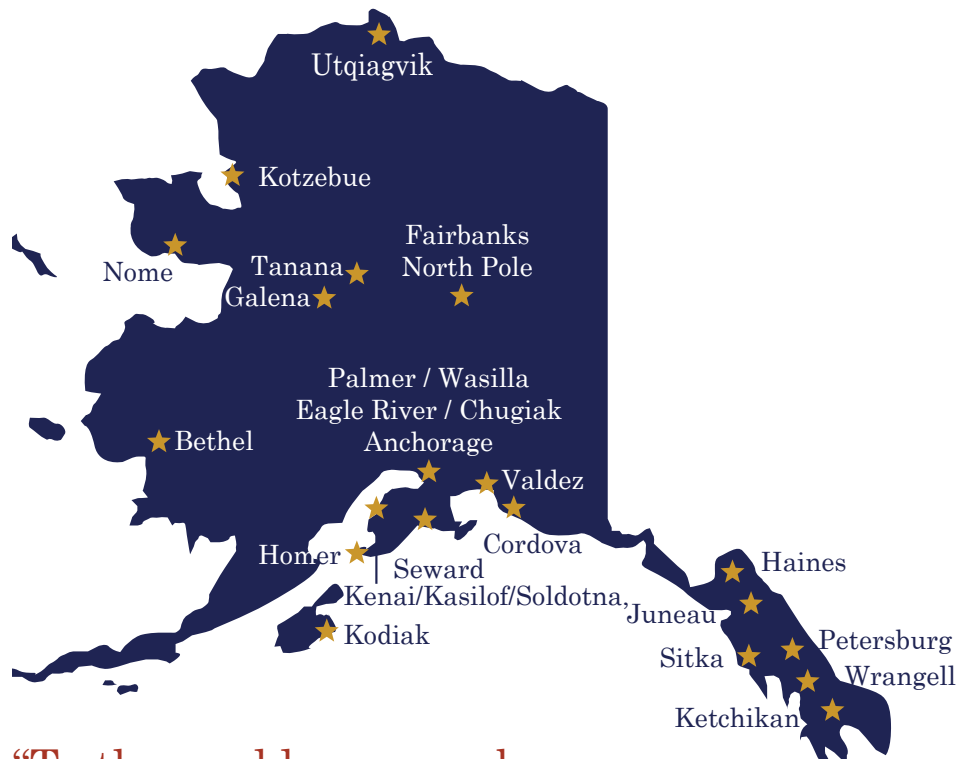 Utqiagvik
Kotzebue
Fairbanks
North Pole
Nome
Tanana
Galena
Palmer / Wasilla
Eagle River / Chugiak
Anchorage
Bethel
Valdez
Cordova
Homer
Seward
Kenai/Kasilof/Soldotna,
Kodiak
Haines
Juneau
Petersburg
Sitka
Wrangell
Ketchikan